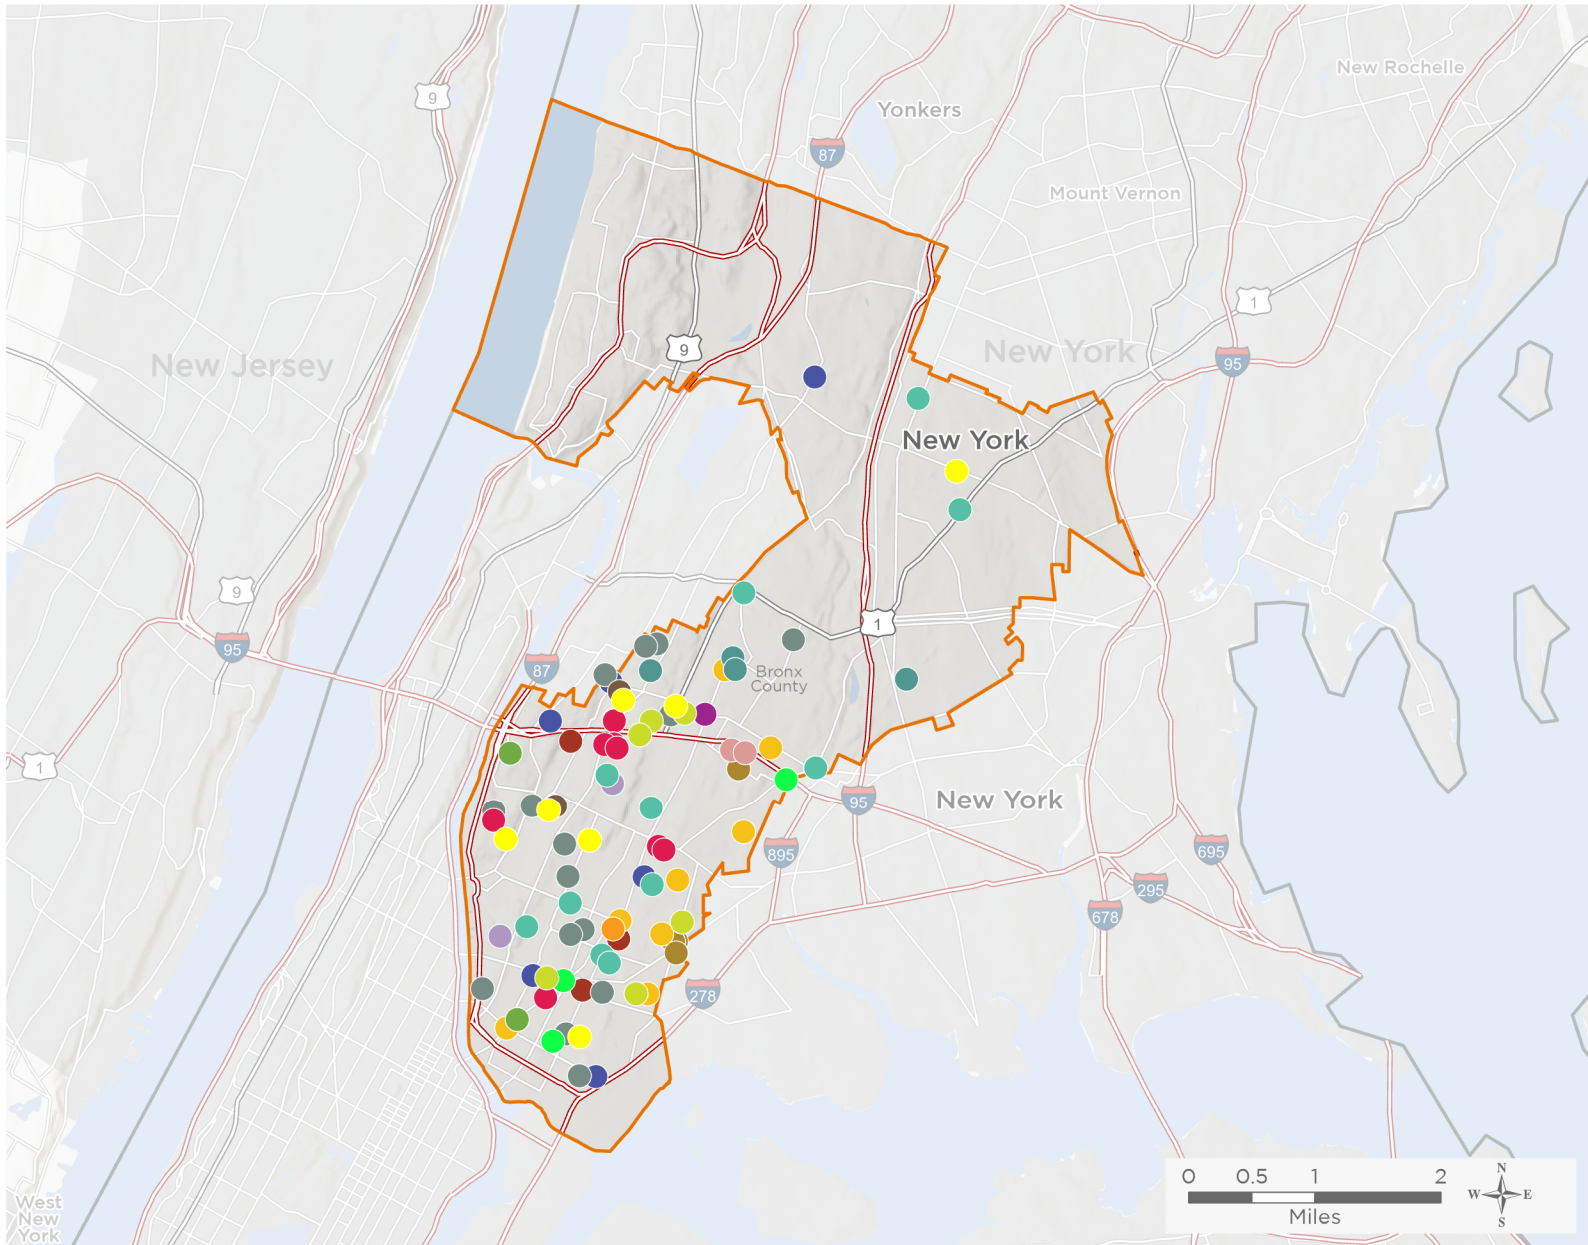 New Rochelle
9
Yonkers
87
Mount Vernon
1
New Jersey
9
New York
95
New York
9
1
95
87
Bronx
County
1
New York
95
895
695
295
678
278
0 0.5 1 2
Miles
N
W E
S
West
New
York